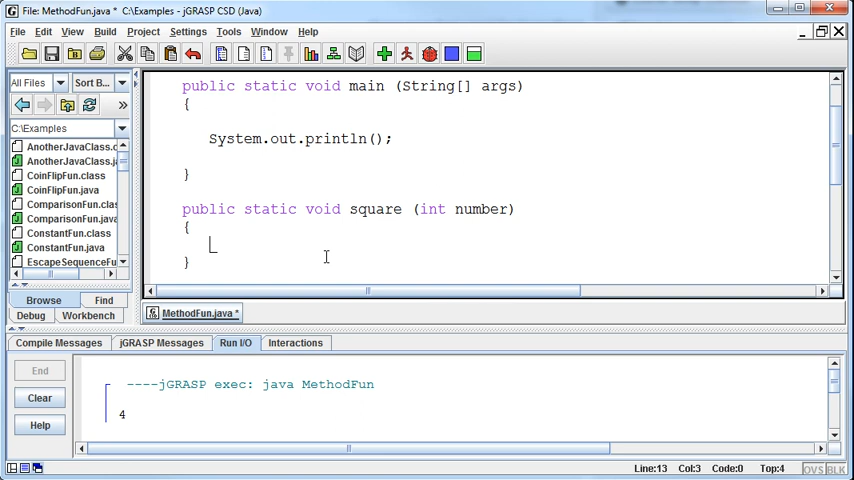 File: MethodFun.java * C:\Examples - jGRASP CSD (Java)
File Edit View Build Project Settings Tools Window Help
All Files Sort B...
C:\Examples
AnotherJavaClass.c
AnotherJavaClass.ja
CoinFlipFun.class
CoinFlipFun.java
ComparisonFun.clas
ComparisonFun.java
ConstantFun.class
ConstantFun.java
EscapeSequenceFu
Browse Find
Debug Workbench
public static void main (String[] args)
{
System.out.println();
}
public static void square (int number)
{
}
MethodFun.java *
Compile Messages jGRASP Messages Run I/O Interactions
End
Clear
Help
----jGRASP exec: java MethodFun
4
Line:13 Col:3 Code:0 Top:4 OVS BLK